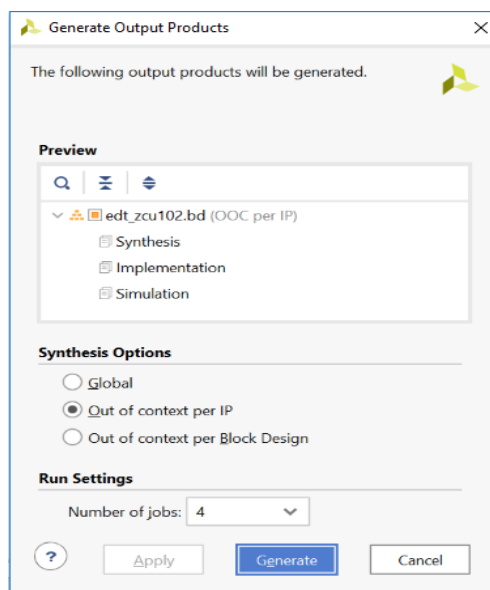 Generate Output Products
The following output products will be generated.
Preview
edt_zcu102.bd (OOC per IP)
Synthesis
Implementation
Simulation
Synthesis Options
Global
Out of context per IP
Out of context per Block Design
Run Settings
Number of jobs: 4
? Apply Generate Cancel